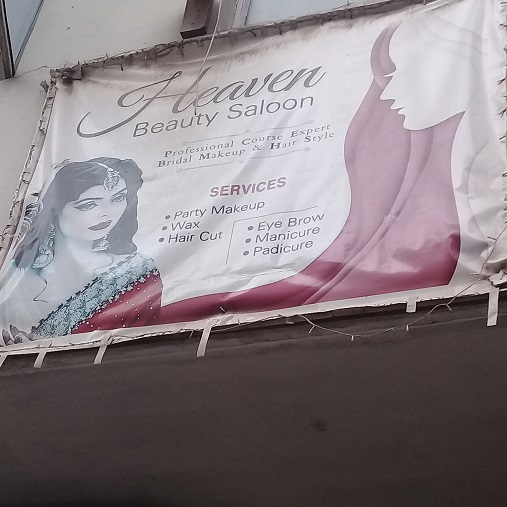 Heaven
Beauty Saloon
Professional Course Expert
Bridal Makeup & Hair Style
SERVICES
• Party Makeup
• Wax
• Hair Cut
• Eye Brow
• Manicure
• Padicure